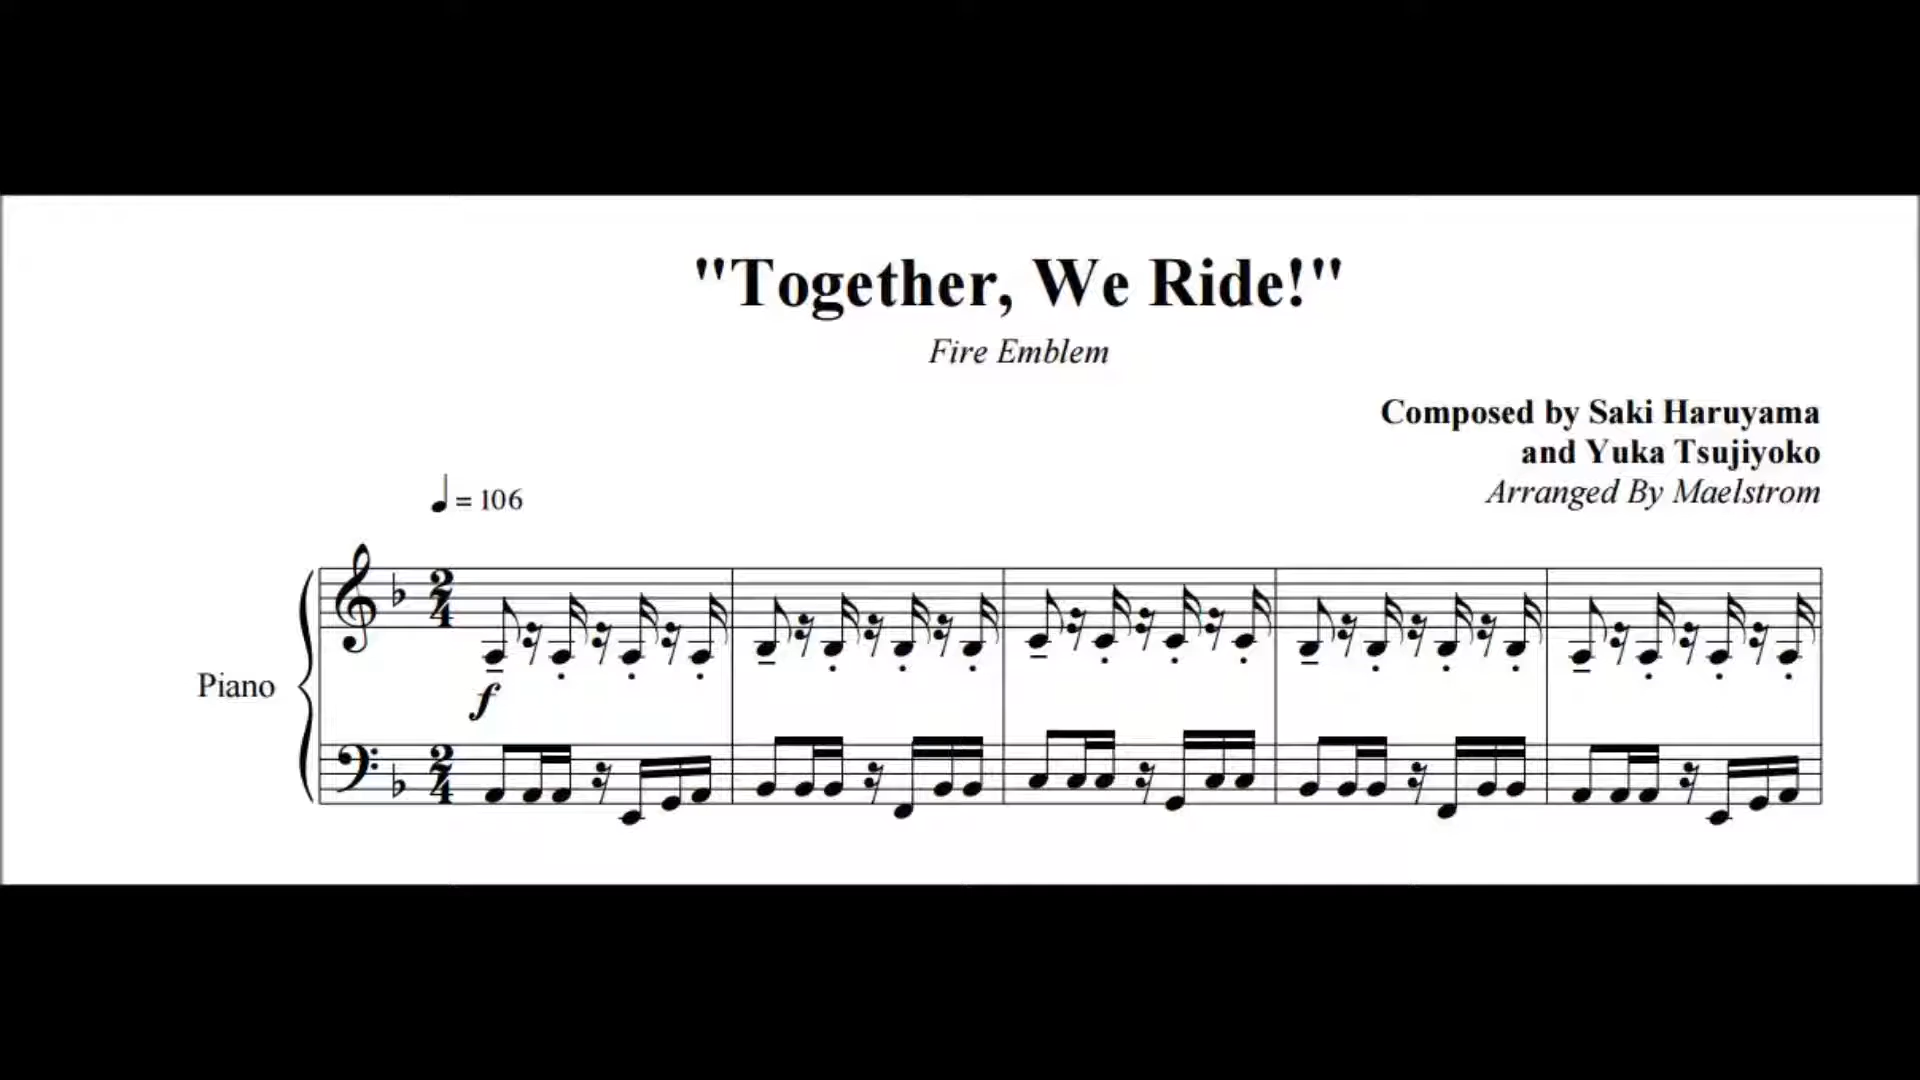 "Together, We Ride!"
Fire Emblem
Composed by Saki Haruyama
and Yuka Tsujiyoko
Arranged By Maelstrom
♩ = 106
2
4
Piano
f
2
4